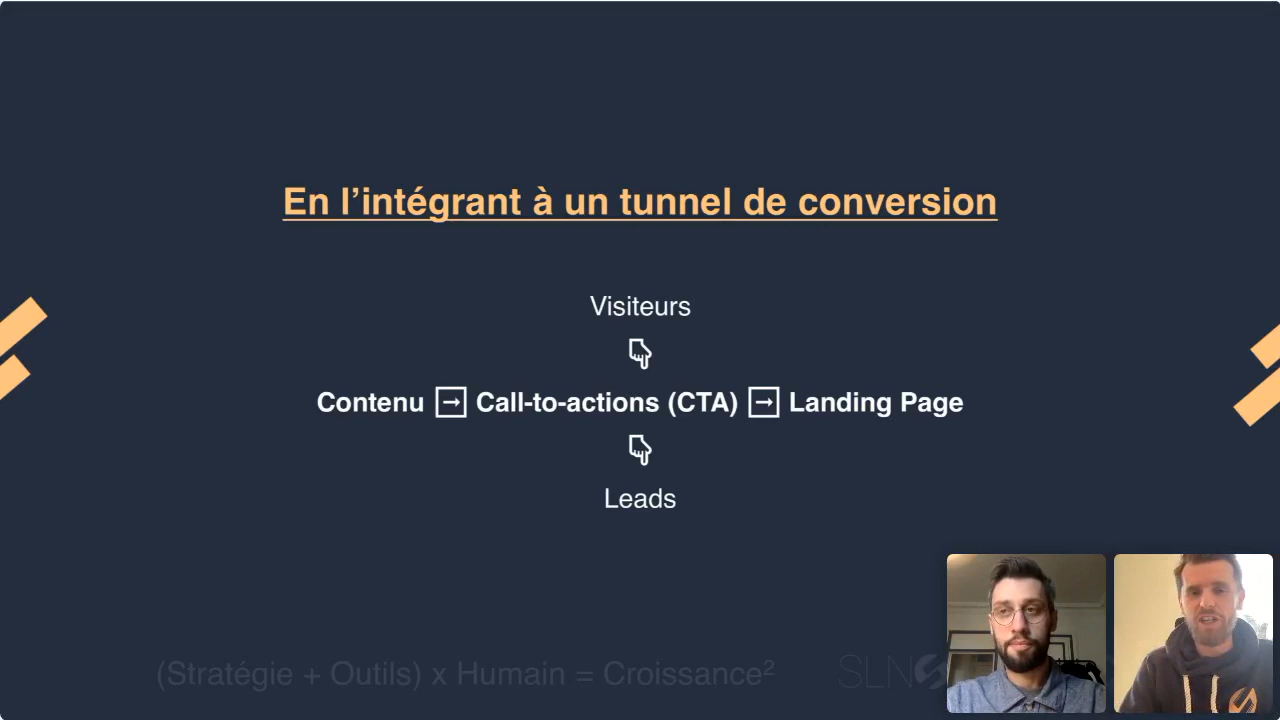 En l’intégrant à un tunnel de conversion
Visiteurs
Contenu → Call-to-actions (CTA) → Landing Page
Leads
(Stratégie + Outils) x Humain = Croissance²
SLN